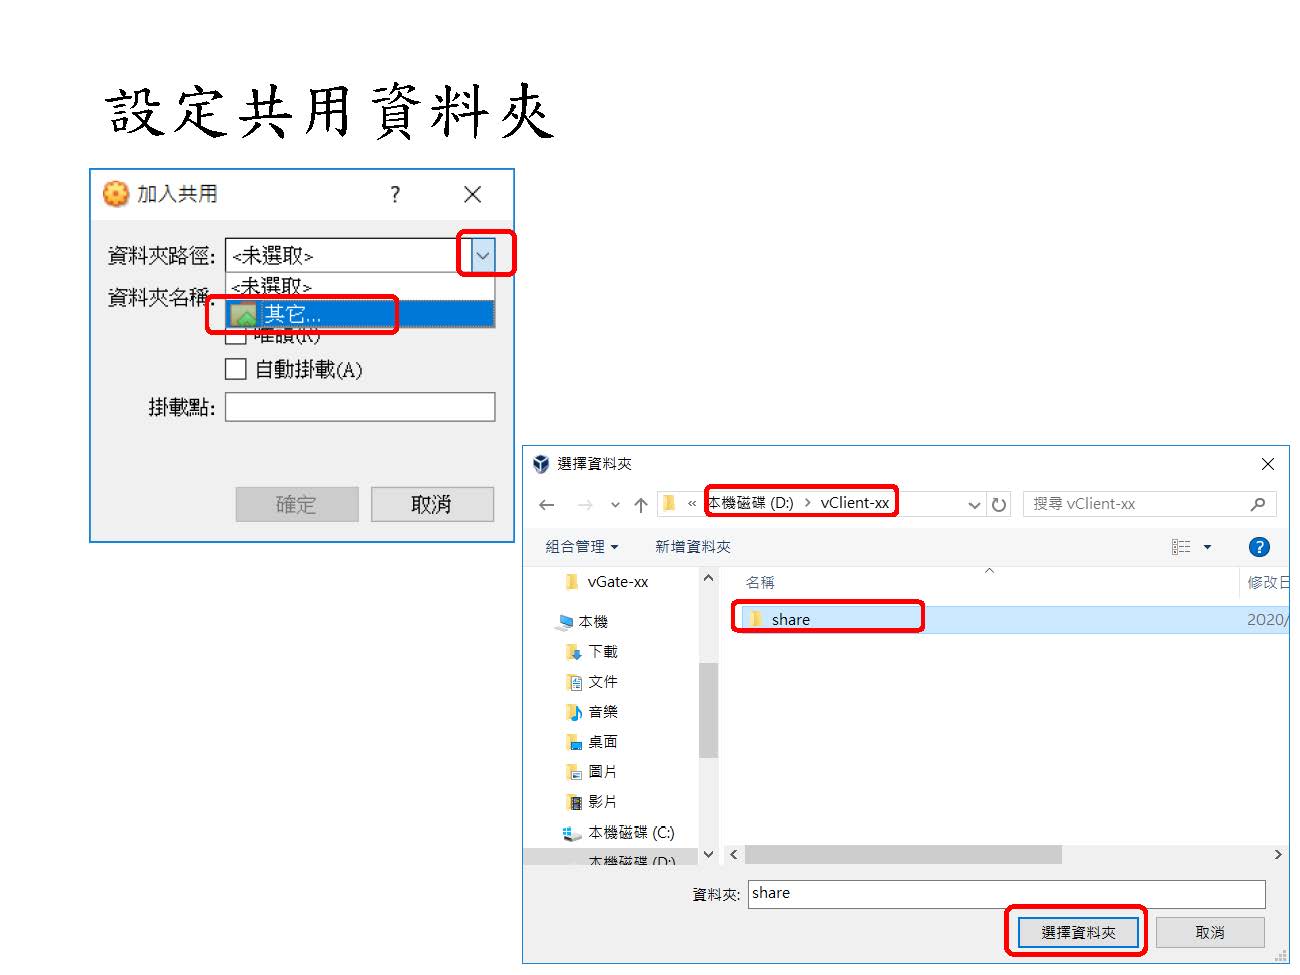 設定共用資料夾
加入共用
?
資料夾路徑: <未選取>
<未選取>
資料夾名稱:
其它...
唯讀(R)
自動掛載(A)
掛載點:
確定 取消
選擇資料夾
« 本機磁碟 (D:) > vClient-xx
搜尋 vClient-xx
組合管理 新增資料夾
?
名稱 修改日
vGate-xx
share 2020/
本機
下載
文件
音樂
桌面
圖片
影片
本機磁碟 (C:)
本機磁碟 (D:)
資料夾: share
選擇資料夾 取消